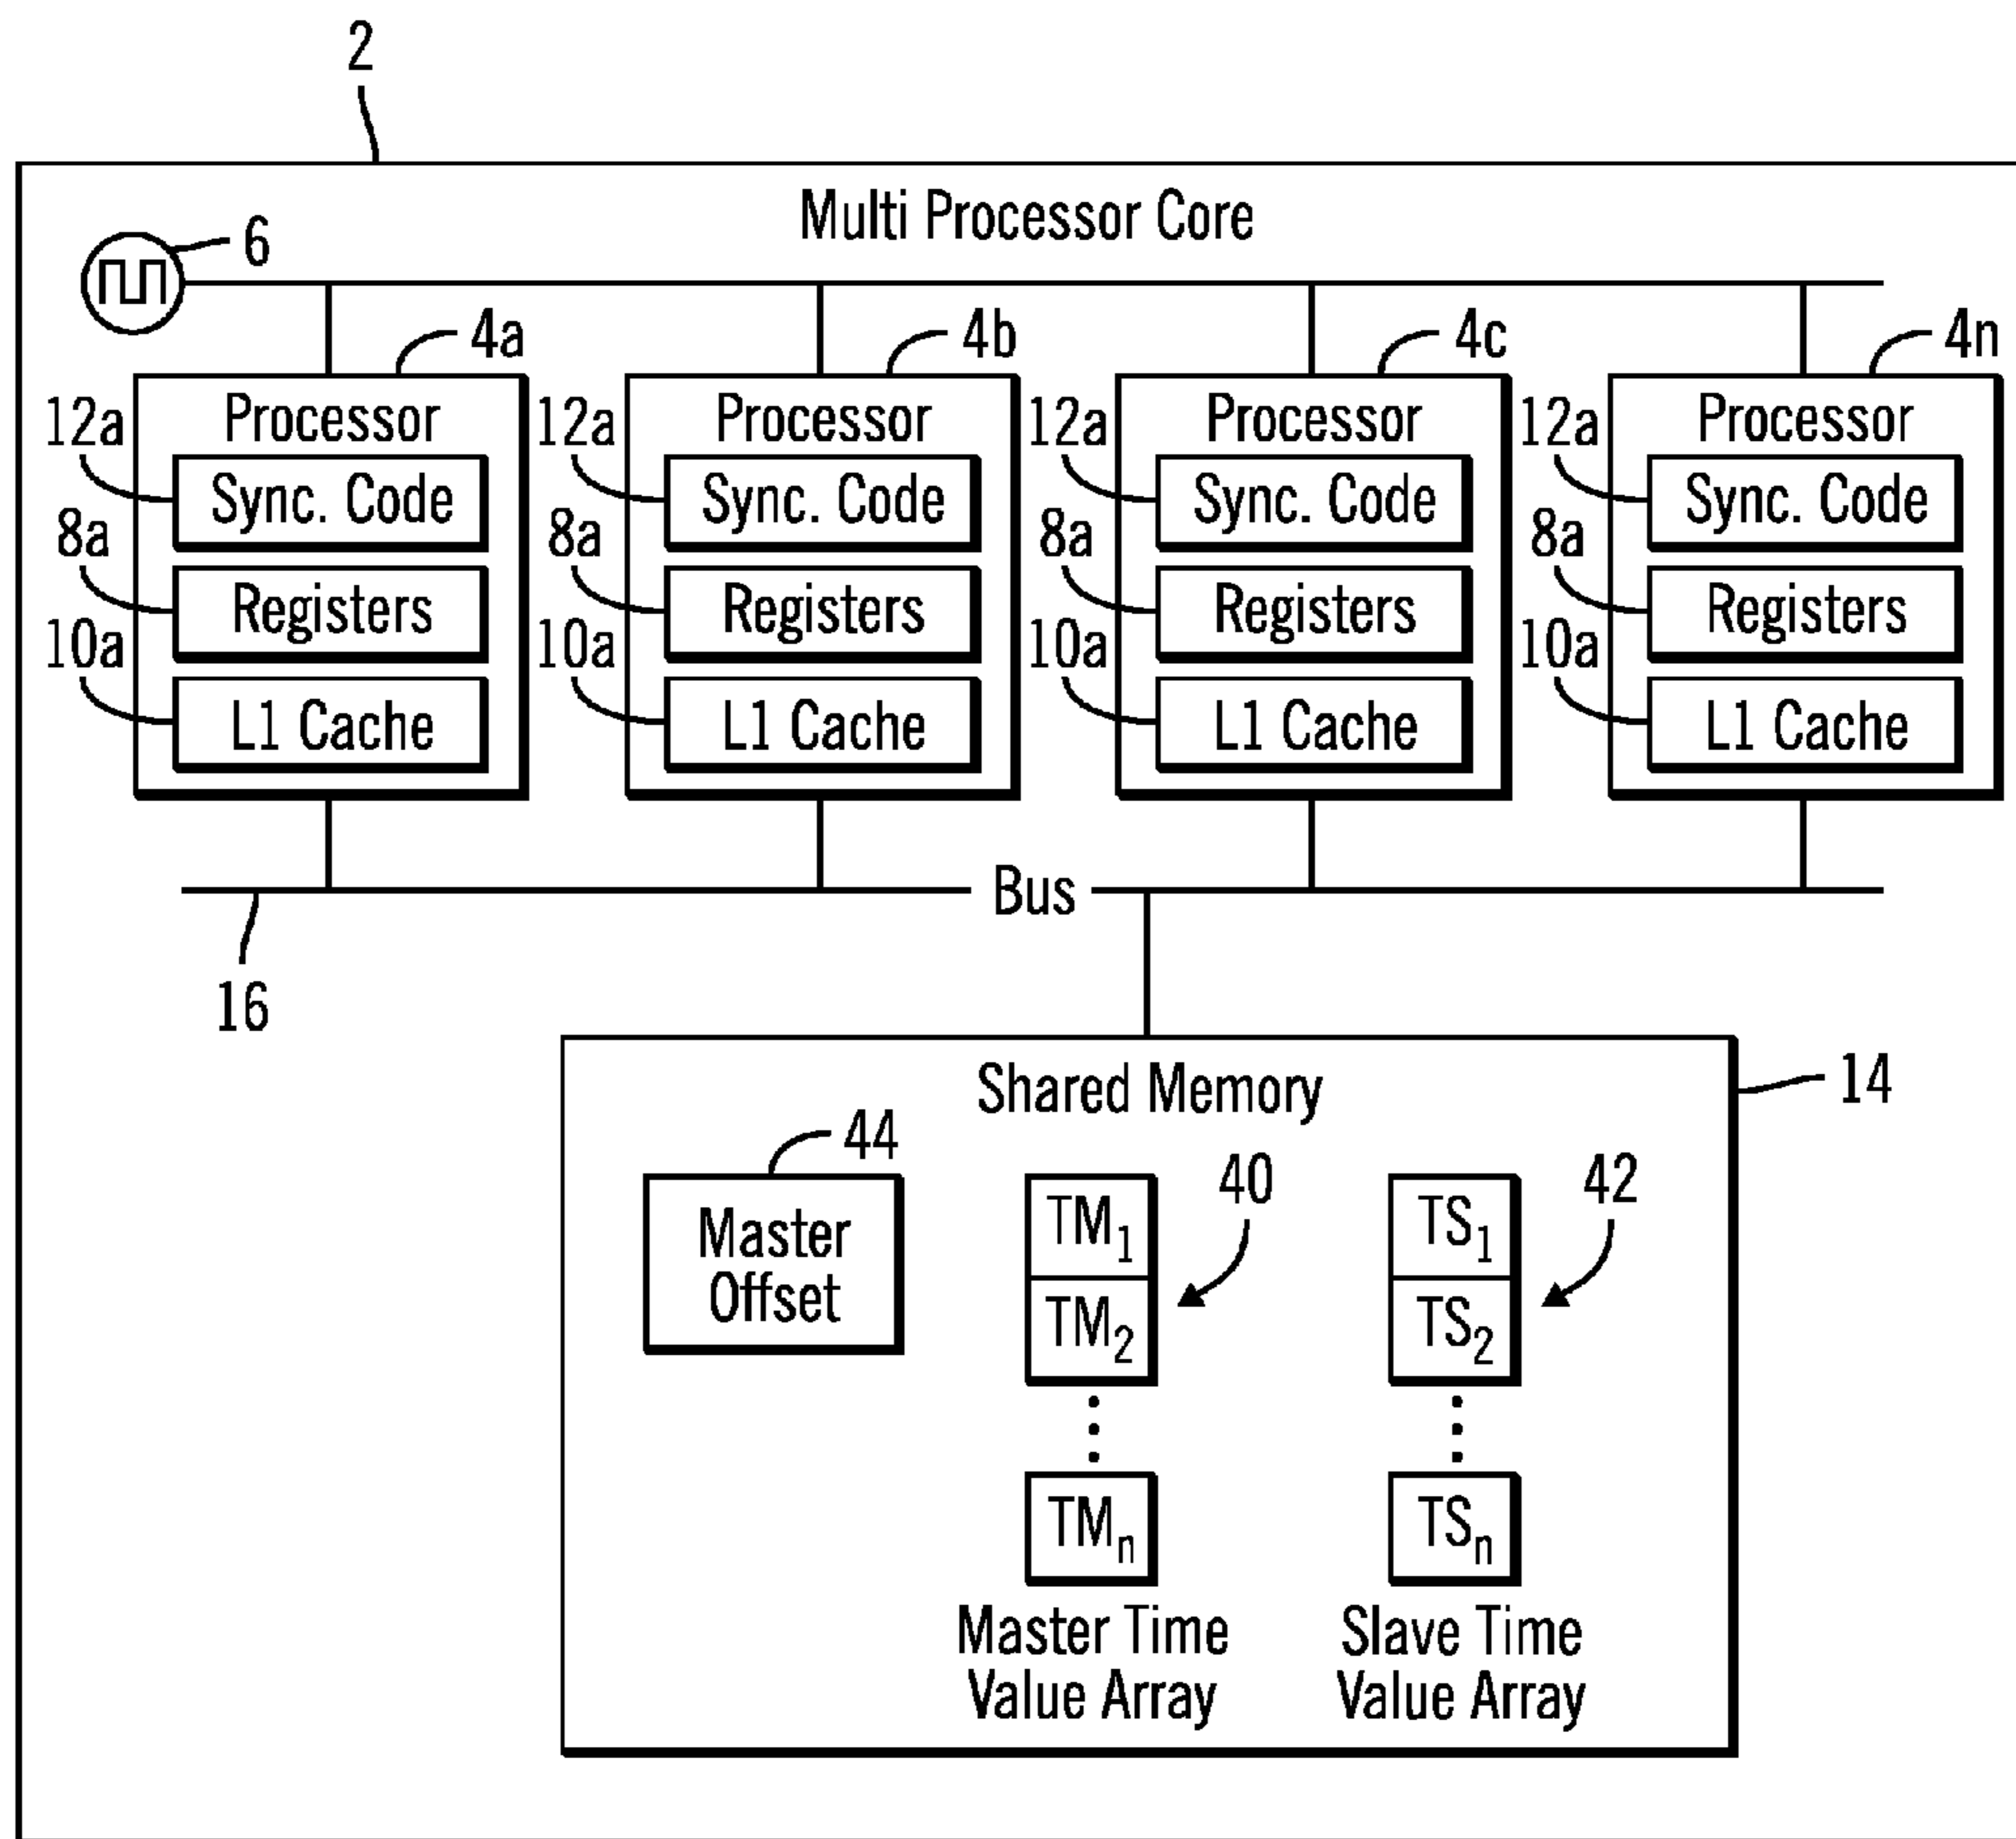 2
Multi Processor Core
6
4a 4b 4c 4n
12a Processor 12a Processor 12a Processor 12a Processor
Sync. Code Sync. Code Sync. Code Sync. Code
8a 8a 8a 8a
Registers Registers Registers Registers
10a 10a 10a 10a
L1 Cache L1 Cache L1 Cache L1 Cache
Bus
16
Shared Memory
14
44 40 42
Master
Offset
TM1 TS1
TM2 TS2
TMn TSn
Master Time Slave Time
Value Array Value Array